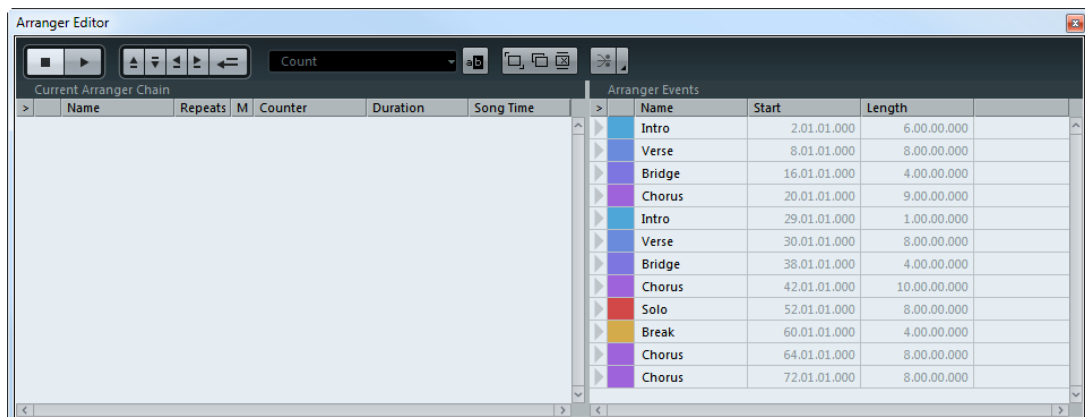 Arranger Editor
Count
ab
Current Arranger Chain
> Name Repeats M Counter Duration Song Time
Arranger Events
> Name Start Length
Intro 2.01.01.000 6.00.00.000
Verse 8.01.01.000 8.00.00.000
Bridge 16.01.01.000 4.00.00.000
Chorus 20.01.01.000 9.00.00.000
Intro 29.01.01.000 1.00.00.000
Verse 30.01.01.000 8.00.00.000
Bridge 38.01.01.000 4.00.00.000
Chorus 42.01.01.000 10.00.00.000
Solo 52.01.01.000 8.00.00.000
Break 60.01.01.000 4.00.00.000
Chorus 64.01.01.000 8.00.00.000
Chorus 72.01.01.000 8.00.00.000